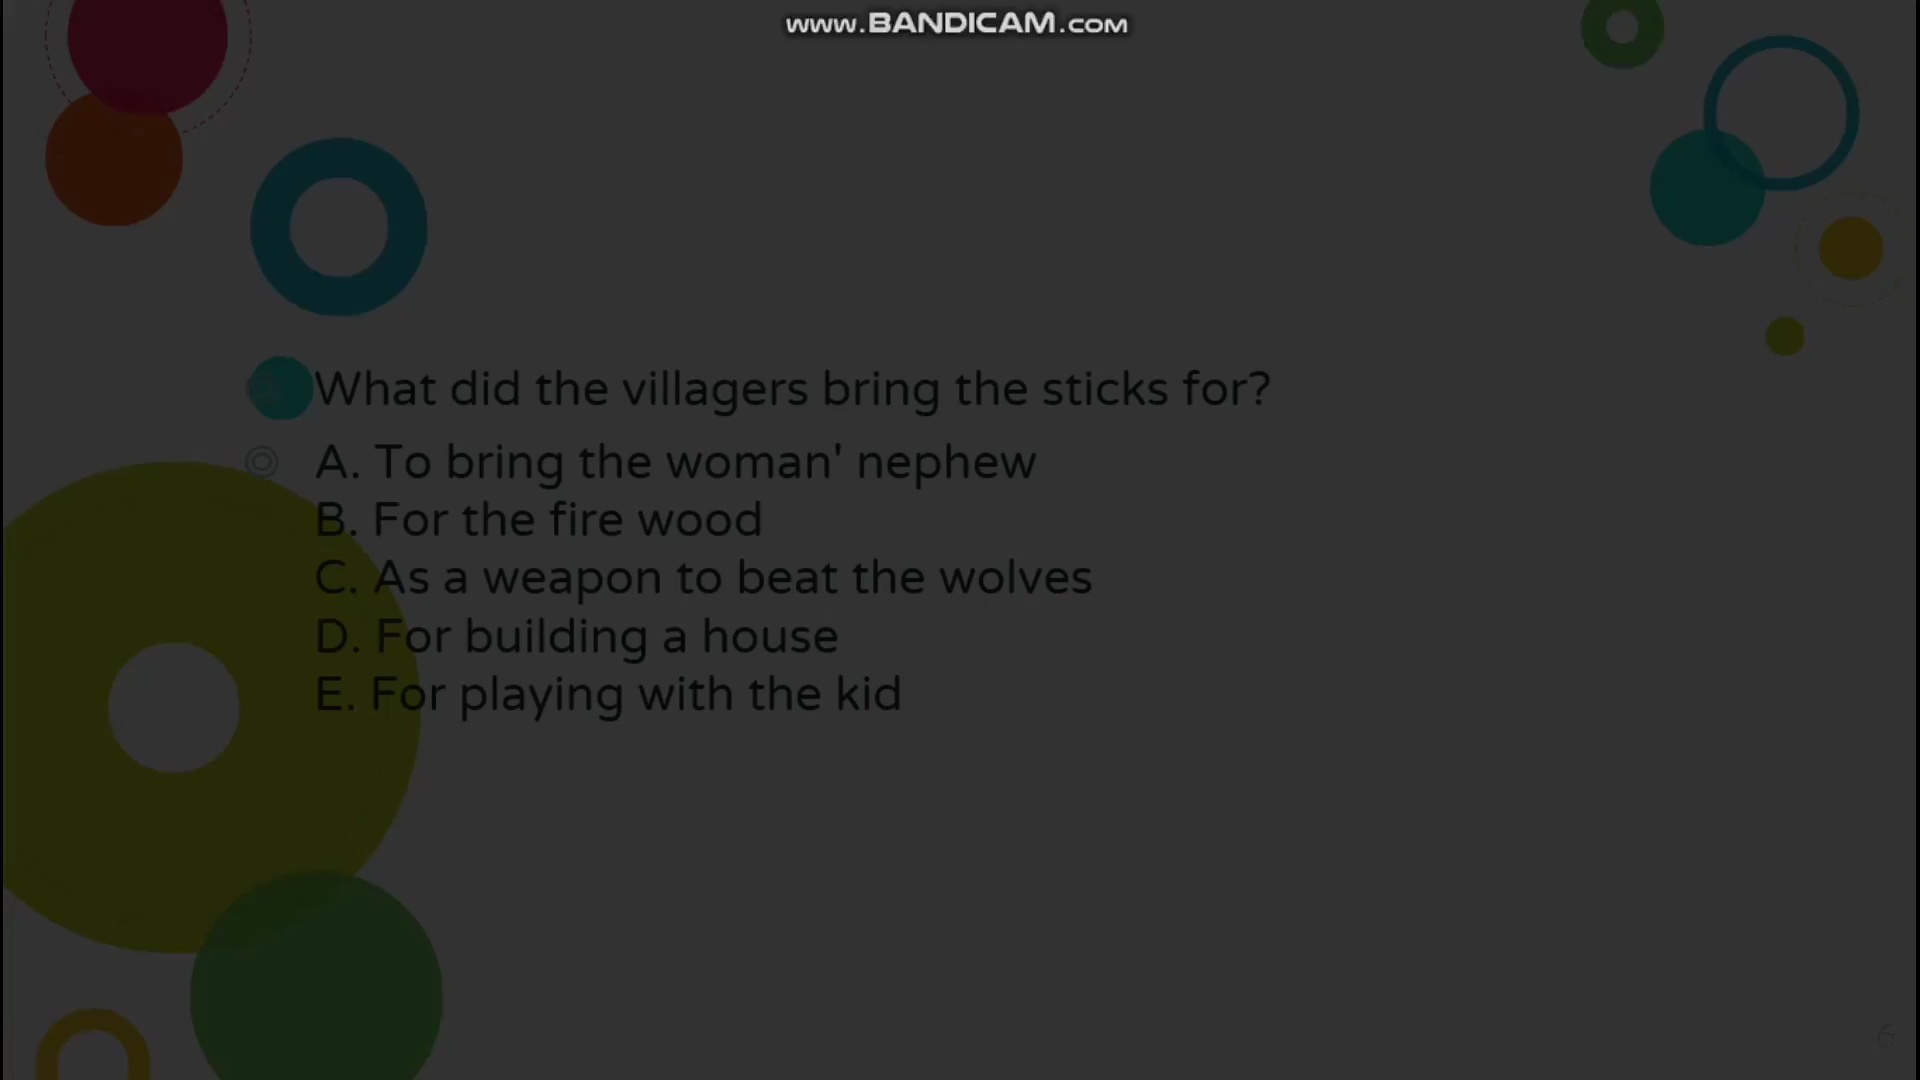 www.BANDICAM.com
What did the villagers bring the sticks for?
A. To bring the woman' nephew
B. For the fire wood
C. As a weapon to beat the wolves
D. For building a house
E. For playing with the kid
6